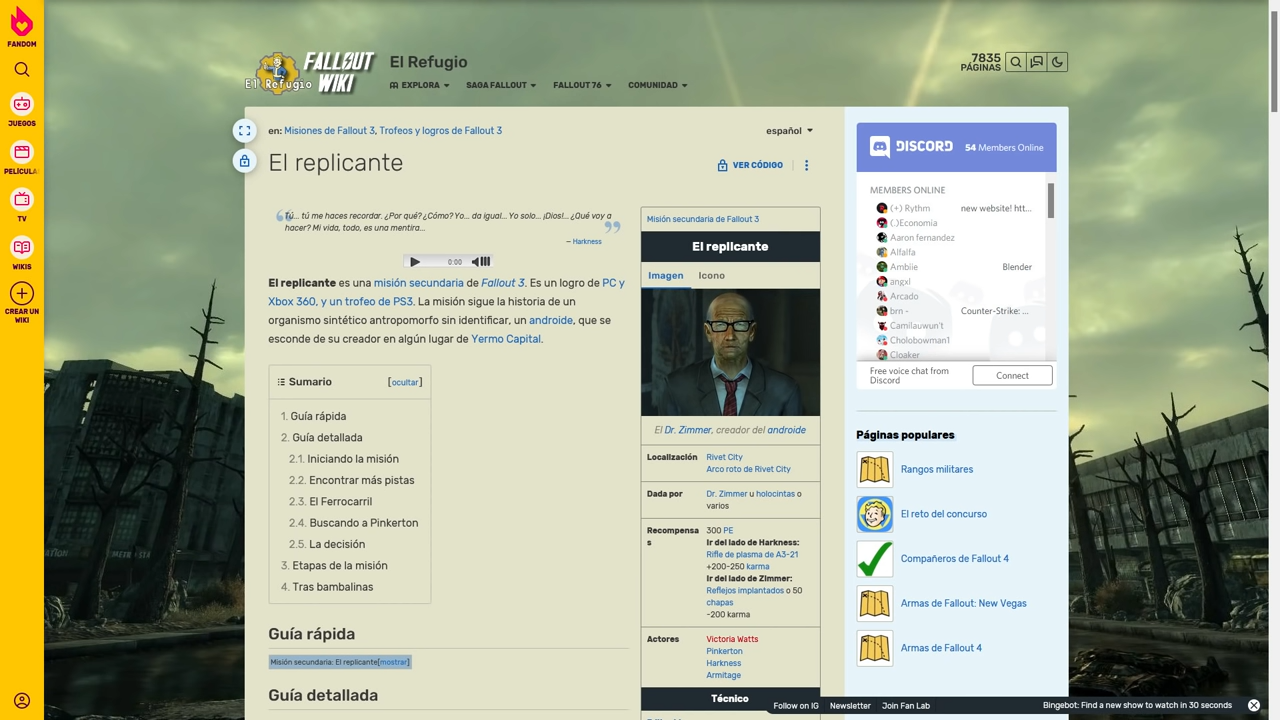 FANDOM
JUEGOS
PELÍCULA
TV
WIKIS
CREAR UN
WIKI
El Refugio
FALLOUT
WIKI
El Refugio
EXPLORA
SAGA FALLOUT
FALLOUT 76
COMUNIDAD
7835
PÁGINAS
en: Misiones de Fallout 3, Trofeos y logros de Fallout 3
español
El replicante
VER CÓDIGO
Tú... tú me haces recordar. ¿Por qué? ¿Cómo? Yo... da igual... Yo solo... ¡Dios!... ¿Qué voy a
hacer? Mi vida, todo, es una mentira...
— Harkness
0:00
El replicante es una misión secundaria de Fallout 3. Es un logro de PC y
Xbox 360, y un trofeo de PS3. La misión sigue la historia de un
organismo sintético antropomorfo sin identificar, un androide, que se
esconde de su creador en algún lugar de Yermo Capital.
Sumario [ocultar]
1. Guía rápida
2. Guía detallada
2.1. Iniciando la misión
2.2. Encontrar más pistas
2.3. El Ferrocarril
2.4. Buscando a Pinkerton
2.5. La decisión
3. Etapas de la misión
4. Tras bambalinas
Guía rápida
Misión secundaria: El replicante[mostrar]
Guía detallada
Misión secundaria de Fallout 3
El replicante
Imagen
Icono
El Dr. Zimmer, creador del androide
Localización
Rivet City
Arco roto de Rivet City
Dada por
Dr. Zimmer u holocintas o
varios
Recompensa
s
300 PE
Ir del lado de Harkness:
Rifle de plasma de A3-21
+200-250 karma
Ir del lado de Zimmer:
Reflejos implantados o 50
chapas
-200 karma
Actores
Victoria Watts
Pinkerton
Harkness
Armitage
Técnico
DISCORD
54 Members Online
MEMBERS ONLINE
(+) Rythm new website! htt...
(.)Economia
Aaron fernandez
Alfalfa
Ambiie Blender
angxl
Arcado
brn - Counter-Strike: ...
Camilauwun't
Cholobowman1
Cloaker
Free voice chat from
Discord
Connect
Páginas populares
Rangos militares
El reto del concurso
Compañeros de Fallout 4
Armas de Fallout: New Vegas
Armas de Fallout 4
Follow on IG
Newsletter
Join Fan Lab
Bingebot: Find a new show to watch in 30 seconds